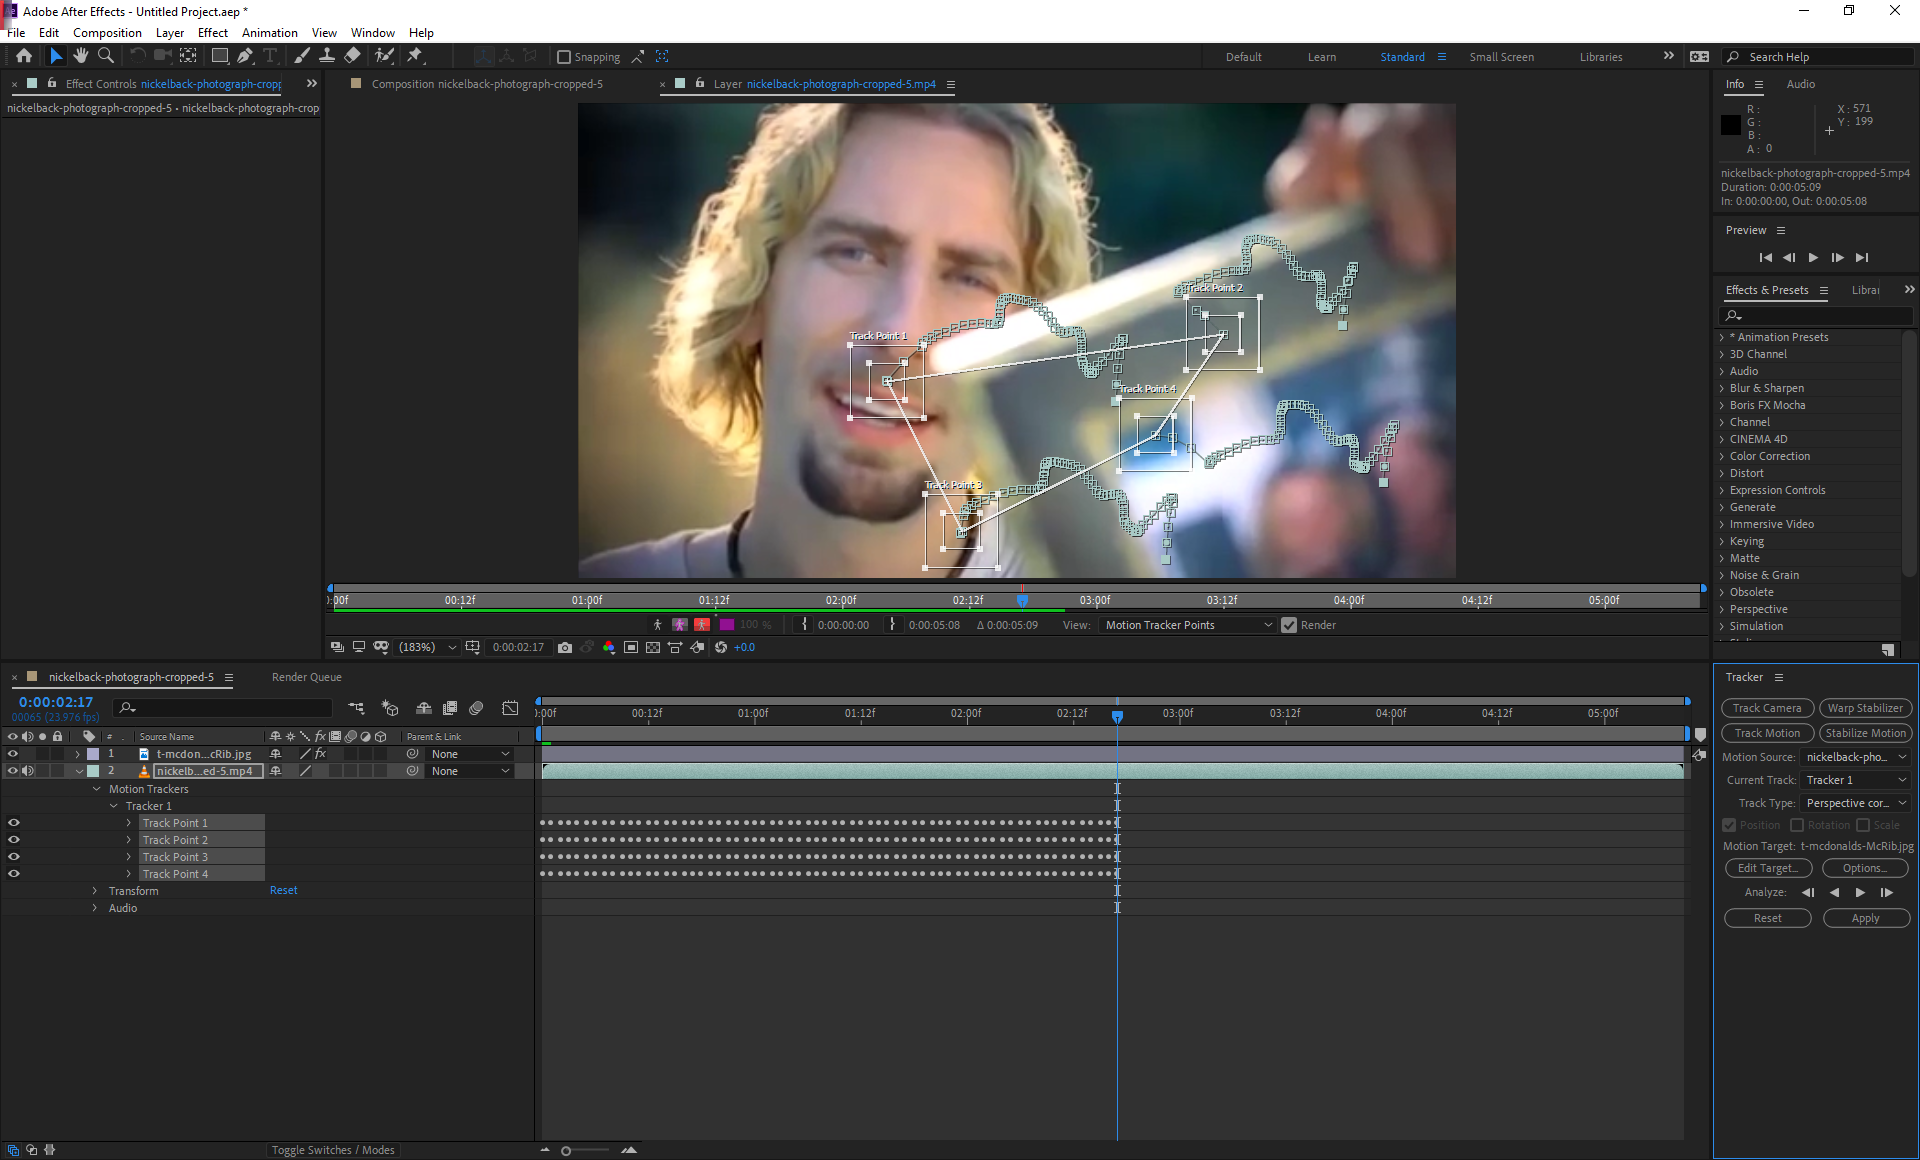 Adobe After Effects - Untitled Project.aep *
File Edit Composition Layer Effect Animation View Window Help
Snapping
Default Learn Standard Small Screen Libraries
Search Help
Effect Controls nickelback-photograph-cropp
nickelback-photograph-cropped-5 • nickelback-photograph-crop
Composition nickelback-photograph-cropped-5
Layer nickelback-photograph-cropped-5.mp4
Track Point 1
Track Point 2
Track Point 4
Track Point 3
:00f 00:12f 01:00f 01:12f 02:00f 02:12f 03:00f 03:12f 04:00f 04:12f 05:00f
100 % 0:00:00:00 0:00:05:08 Δ 0:00:05:09 View: Motion Tracker Points Render
(183%) 0:00:02:17 +0.0
Info Audio
R :
G :
B :
A : 0
X : 571
Y : 199
nickelback-photograph-cropped-5.mp4
Duration: 0:00:05:09
In: 0:00:00:00, Out: 0:00:05:08
Preview
Effects & Presets Librar
* Animation Presets
3D Channel
Audio
Blur & Sharpen
Boris FX Mocha
Channel
CINEMA 4D
Color Correction
Distort
Expression Controls
Generate
Immersive Video
Keying
Matte
Noise & Grain
Obsolete
Perspective
Simulation
nickelback-photograph-cropped-5 Render Queue
0:00:02:17
00065 (23.976 fps)
:00f 00:12f 01:00f 01:12f 02:00f 02:12f 03:00f 03:12f 04:00f 04:12f 05:00f
# . Source Name fx Parent & Link
1 t-mcdon...cRib.jpg fx None
2 nickelb...ed-5.mp4 None
Motion Trackers
Tracker 1
Track Point 1
Track Point 2
Track Point 3
Track Point 4
Transform Reset
Audio
Toggle Switches / Modes
Tracker
Track Camera Warp Stabilizer
Track Motion Stabilize Motion
Motion Source: nickelback-pho...
Current Track: Tracker 1
Track Type: Perspective cor...
Position Rotation Scale
Motion Target: t-mcdonalds-McRib.jpg
Edit Target... Options...
Analyze:
Reset Apply